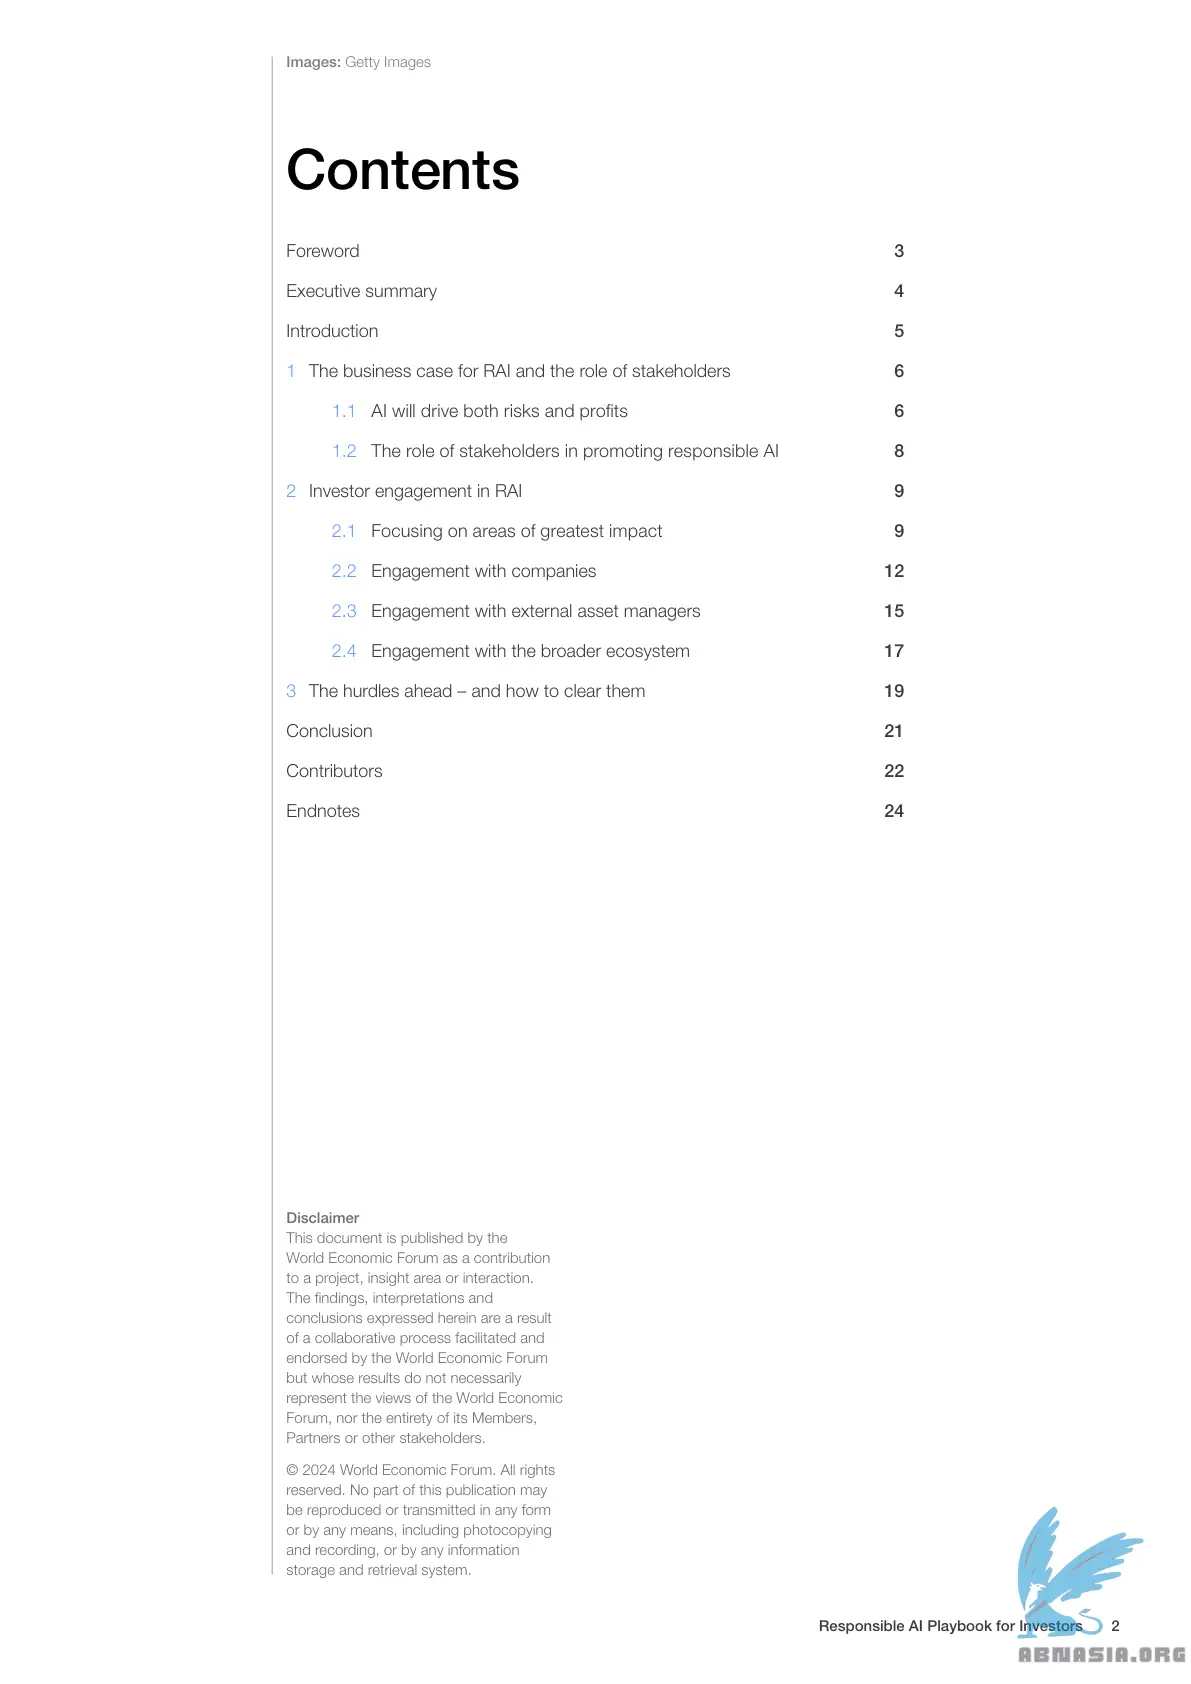 Images: Getty Images
Contents
Foreword 3
Executive summary 4
Introduction 5
1 The business case for RAI and the role of stakeholders 6
1.1 AI will drive both risks and profits 6
1.2 The role of stakeholders in promoting responsible AI 8
2 Investor engagement in RAI 9
2.1 Focusing on areas of greatest impact 9
2.2 Engagement with companies 12
2.3 Engagement with external asset managers 15
2.4 Engagement with the broader ecosystem 17
3 The hurdles ahead – and how to clear them 19
Conclusion 21
Contributors 22
Endnotes 24
Disclaimer
This document is published by the
World Economic Forum as a contribution
to a project, insight area or interaction.
The findings, interpretations and
conclusions expressed herein are a result
of a collaborative process facilitated and
endorsed by the World Economic Forum
but whose results do not necessarily
represent the views of the World Economic
Forum, nor the entirety of its Members,
Partners or other stakeholders.
© 2024 World Economic Forum. All rights
reserved. No part of this publication may
be reproduced or transmitted in any form
or by any means, including photocopying
and recording, or by any information
storage and retrieval system.
Responsible AI Playbook for Investors 2
ABNASIA.ORG